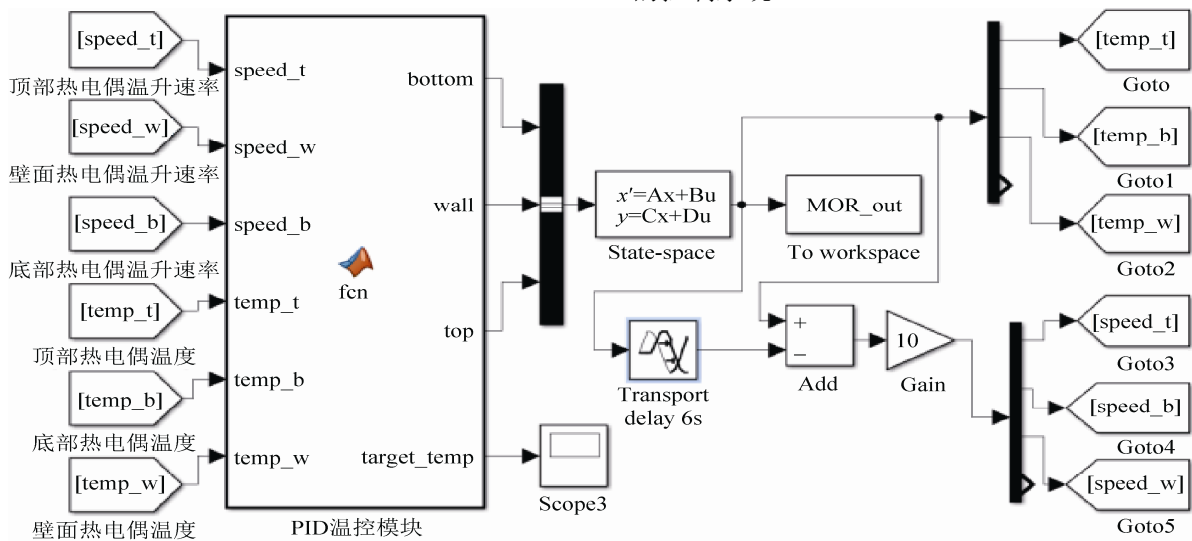 [speed_t]
顶部热电偶温升速率
[speed_w]
壁面热电偶温升速率
[speed_b]
底部热电偶温升速率
[temp_t]
顶部热电偶温度
[temp_b]
底部热电偶温度
[temp_w]
壁面热电偶温度
speed_t
speed_w
speed_b
temp_t
temp_b
temp_w
fcn
bottom
wall
top
target_temp
PID温控模块
x'=Ax+Bu
y=Cx+Du
State-space
MOR_out
To workspace
Transport
delay 6s
+
−
Add
10
Gain
Scope3
[temp_t]
Goto
[temp_b]
Goto1
[temp_w]
Goto2
[speed_t]
Goto3
[speed_b]
Goto4
[speed_w]
Goto5